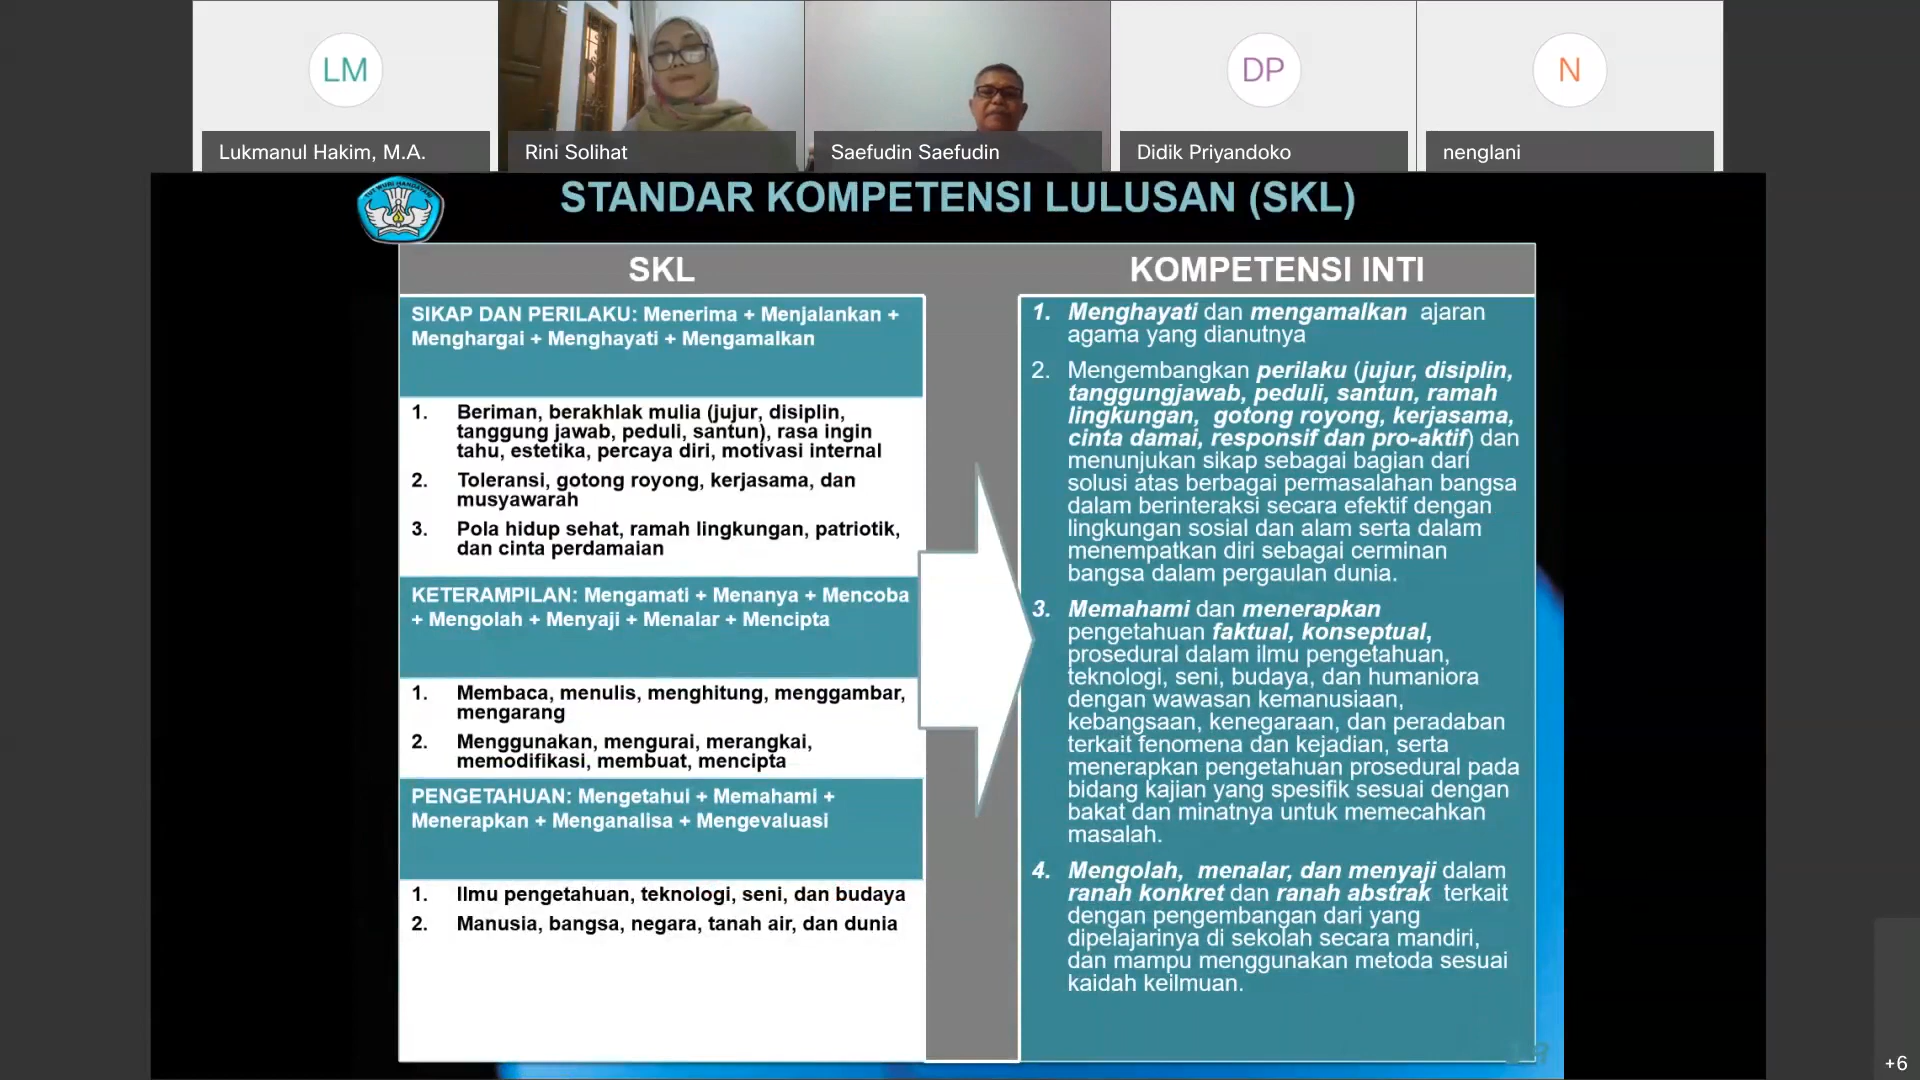 LM
DP
N
Lukmanul Hakim, M.A.
Rini Solihat
Saefudin Saefudin
Didik Priyandoko
nenglani
TUT WURI HANDAYANI
STANDAR KOMPETENSI LULUSAN (SKL)
SKL
SIKAP DAN PERILAKU: Menerima + Menjalankan +
Menghargai + Menghayati + Mengamalkan
1. Beriman, berakhlak mulia (jujur, disiplin,
tanggung jawab, peduli, santun), rasa ingin
tahu, estetika, percaya diri, motivasi internal
2. Toleransi, gotong royong, kerjasama, dan
musyawarah
3. Pola hidup sehat, ramah lingkungan, patriotik,
dan cinta perdamaian
KETERAMPILAN: Mengamati + Menanya + Mencoba
+ Mengolah + Menyaji + Menalar + Mencipta
1. Membaca, menulis, menghitung, menggambar,
mengarang
2. Menggunakan, mengurai, merangkai,
memodifikasi, membuat, mencipta
PENGETAHUAN: Mengetahui + Memahami +
Menerapkan + Menganalisa + Mengevaluasi
1. Ilmu pengetahuan, teknologi, seni, dan budaya
2. Manusia, bangsa, negara, tanah air, dan dunia
KOMPETENSI INTI
1. Menghayati dan mengamalkan ajaran
agama yang dianutnya
2. Mengembangkan perilaku (jujur, disiplin,
tanggungjawab, peduli, santun, ramah
lingkungan, gotong royong, kerjasama,
cinta damai, responsif dan pro-aktif) dan
menunjukan sikap sebagai bagian dari
solusi atas berbagai permasalahan bangsa
dalam berinteraksi secara efektif dengan
lingkungan sosial dan alam serta dalam
menempatkan diri sebagai cerminan
bangsa dalam pergaulan dunia.
3. Memahami dan menerapkan
pengetahuan faktual, konseptual,
prosedural dalam ilmu pengetahuan,
teknologi, seni, budaya, dan humaniora
dengan wawasan kemanusiaan,
kebangsaan, kenegaraan, dan peradaban
terkait fenomena dan kejadian, serta
menerapkan pengetahuan prosedural pada
bidang kajian yang spesifik sesuai dengan
bakat dan minatnya untuk memecahkan
masalah.
4. Mengolah, menalar, dan menyaji dalam
ranah konkret dan ranah abstrak terkait
dengan pengembangan dari yang
dipelajarinya di sekolah secara mandiri,
dan mampu menggunakan metoda sesuai
kaidah keilmuan.
+6